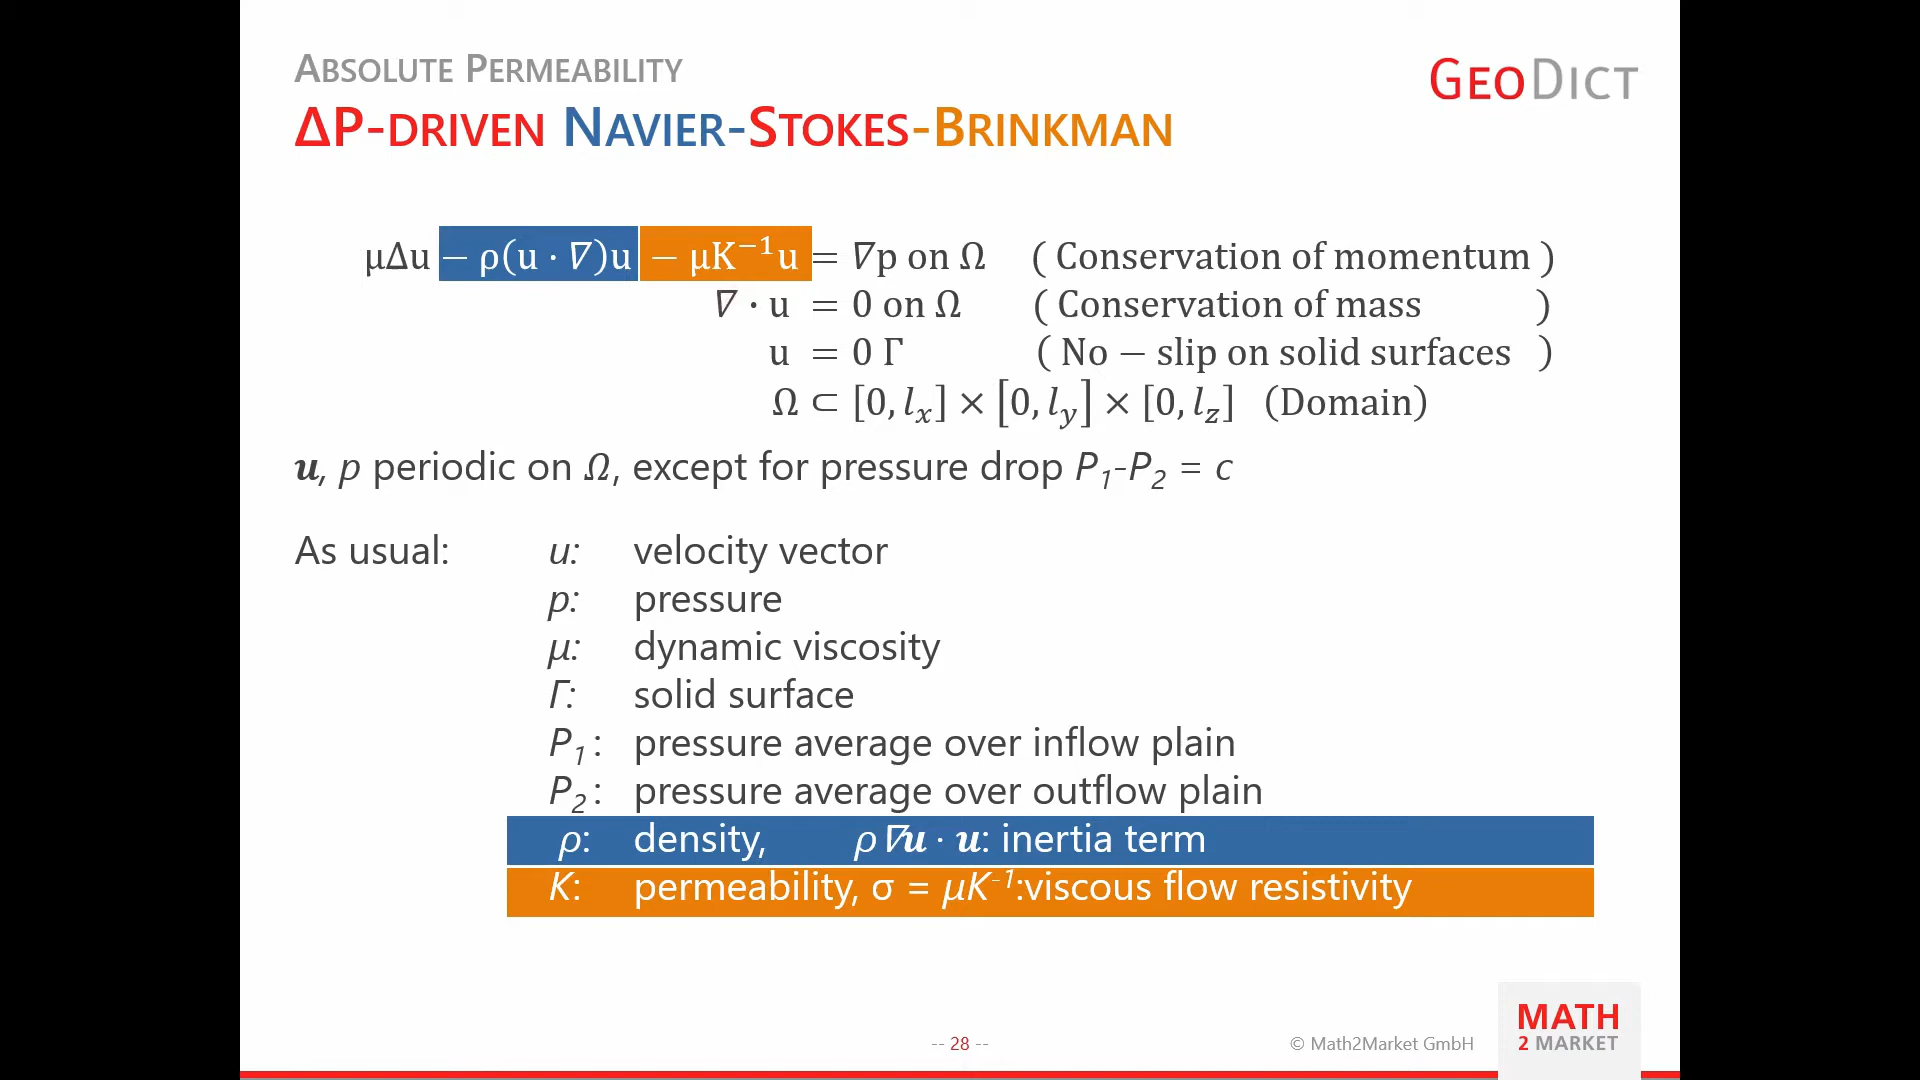 ABSOLUTE PERMEABILITY
GEODICT
ΔP-DRIVEN NAVIER-STOKES-BRINKMAN
μΔu − ρ(u · ∇)u − μK⁻¹u = ∇p on Ω ( Conservation of momentum )
∇ · u = 0 on Ω ( Conservation of mass )
u = 0 Γ ( No − slip on solid surfaces )
Ω ⊂ [0, lₓ] × [0, l_y] × [0, l_z] (Domain)
u, p periodic on Ω, except for pressure drop P₁-P₂ = c
As usual: u: velocity vector
p: pressure
μ: dynamic viscosity
Γ: solid surface
P₁: pressure average over inflow plain
P₂: pressure average over outflow plain
ρ: density, ρ∇u · u: inertia term
K: permeability, σ = μK⁻¹:viscous flow resistivity
-- 28 --
© Math2Market GmbH
MATH
2 MARKET